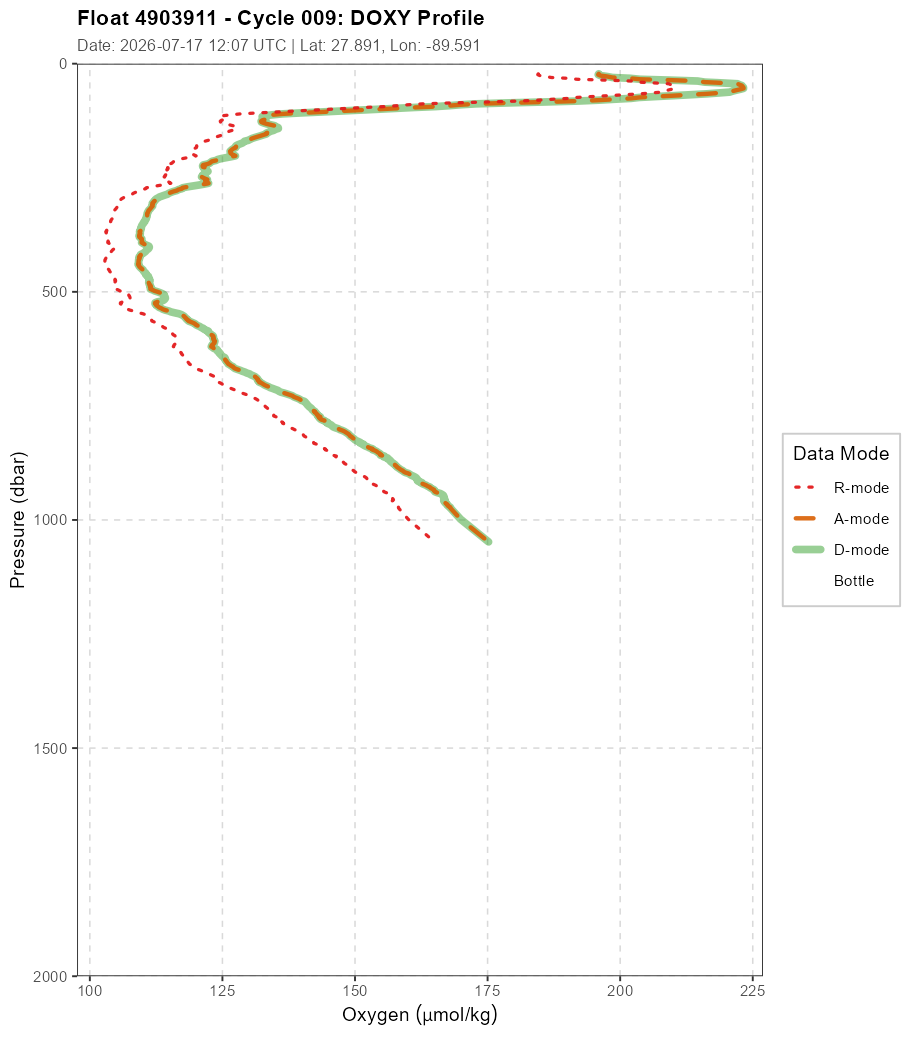 Float 4903911 - Cycle 009: DOXY Profile
Date: 2026-07-17 12:07 UTC | Lat: 27.891, Lon: -89.591
0
500
1000
1500
2000
Pressure (dbar)
100 125 150 175 200 225
Oxygen (μmol/kg)
Data Mode
R-mode
A-mode
D-mode
Bottle